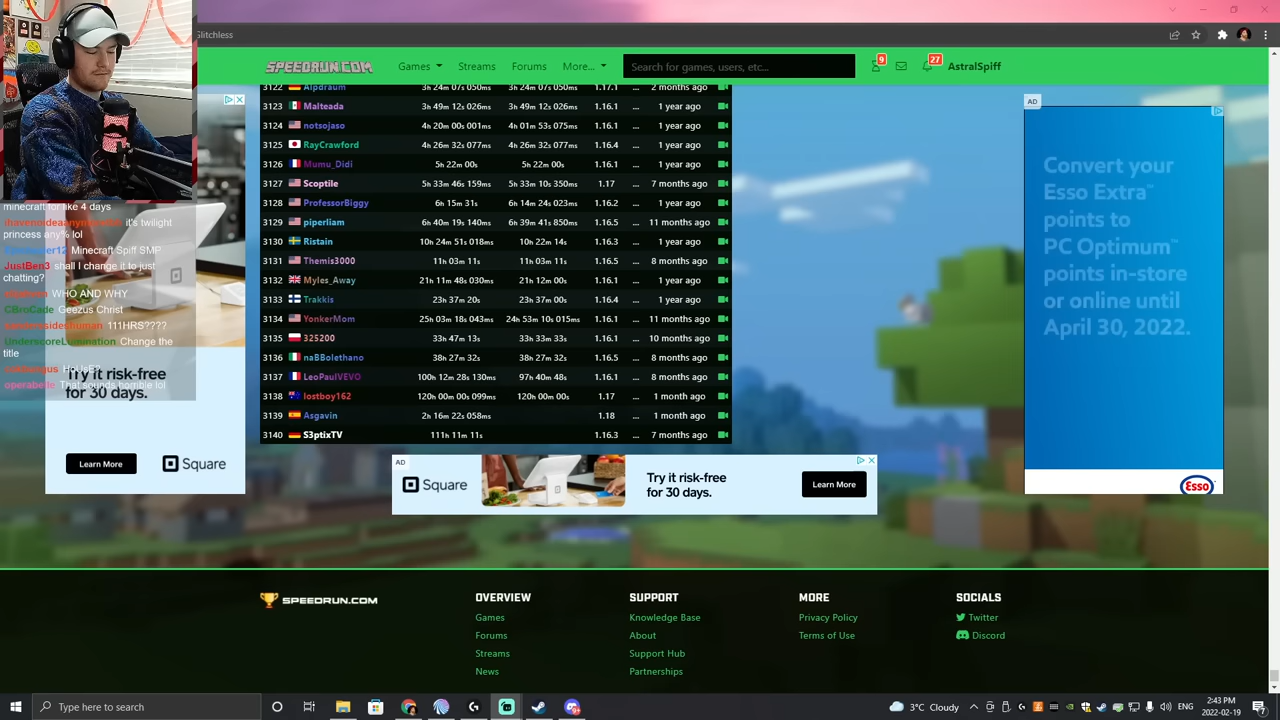 Glitchless
SPEEDRUN.COM Games Streams Forums More... Search for games, users, etc... 9 27 AstralSpiff
3122 Alpdraum 3h 24m 07s 050ms 3h 24m 07s 050ms 1.17.1 2 months ago
3123 Malteada 3h 49m 12s 026ms 3h 49m 12s 026ms 1.16.1 ... 1 year ago
3124 notsojaso 4h 20m 00s 001ms 4h 01m 53s 075ms 1.16.1 ... 1 year ago
3125 RayCrawford 4h 26m 32s 077ms 4h 26m 32s 077ms 1.16.4 ... 1 year ago
3126 Mumu_Didi 5h 22m 00s 5h 22m 00s 1.16.1 ... 1 year ago
3127 Scoptile 5h 33m 46s 159ms 5h 33m 10s 350ms 1.17 ... 7 months ago
3128 ProfessorBiggy 6h 15m 31s 6h 14m 24s 023ms 1.16.2 ... 1 year ago
3129 piperliam 6h 40m 19s 140ms 6h 39m 41s 850ms 1.16.5 ... 11 months ago
3130 Ristain 10h 24m 51s 018ms 10h 22m 14s 1.16.3 ... 1 year ago
3131 Themis3000 11h 03m 11s 11h 03m 11s 1.16.5 ... 8 months ago
3132 Myles_Away 21h 11m 48s 030ms 21h 12m 00s 1.16.1 ... 1 year ago
3133 Trakkis 23h 37m 20s 23h 37m 00s 1.16.4 ... 1 year ago
3134 YonkerMom 25h 03m 18s 043ms 24h 53m 10s 015ms 1.16.1 ... 11 months ago
3135 325200 33h 47m 13s 33h 33m 33s 1.16.1 ... 10 months ago
3136 naBBolethano 38h 27m 32s 38h 27m 32s 1.16.5 ... 8 months ago
3137 LeoPaulVEVO 100h 12m 28s 130ms 97h 40m 48s 1.16.1 ... 8 months ago
3138 lostboy162 120h 00m 00s 099ms 120h 00m 00s 1.17 ... 1 month ago
3139 Asgavin 2h 16m 22s 058ms 1.18 ... 1 month ago
3140 S3ptixTV 111h 11m 11s 1.16.3 ... 7 months ago
minecraft for like 4 days
it's twilight
princess any% lol
Minecraft Spiff SMP
JustBen3 shall I change it to just
chatting?
WHO AND WHY
CBroCade Geezus Christ
111HRS????
UnderscoreLumination Change the
title
HoUsE?
operabelle That sounds horrible lol
Try it risk-free
for 30 days.
Learn More Square
AD
Square
Try it risk-free
for 30 days.
Learn More
AD
Convert your
Esso Extra™
points to
PC Optimum™
points in-store
or online until
April 30, 2022.
Esso
SPEEDRUN.COM
OVERVIEW
Games
Forums
Streams
News
SUPPORT
Knowledge Base
About
Support Hub
Partnerships
MORE
Privacy Policy
Terms of Use
SOCIALS
Twitter
Discord
Type here to search
3°C Cloudy
ENG
2:43 PM
2022-02-19